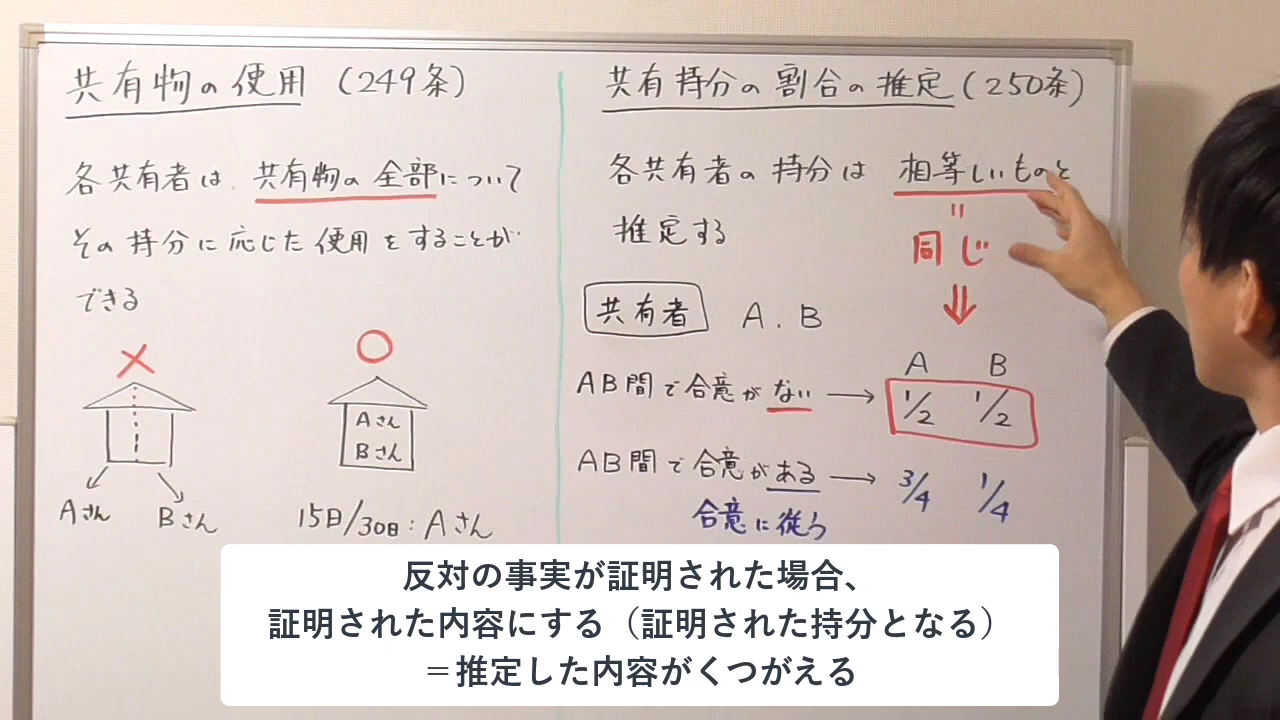 共有物の使用 (249条)
各共有者は 共有物の全部について
その持分に応じた使用をすることが
できる
×
○
Aさん
Bさん
Aさん
Bさん
15日/30日:Aさん
共有持分の割合の推定(250条)
各共有者の持分は 相等しいものと
推定する
=
同じ
⇓
共有者 A.B
A B
AB間で合意がない → 1/2 1/2
AB間で合意がある → 3/4 1/4
合意に従う
反対の事実が証明された場合、
証明された内容にする（証明された持分となる）
＝推定した内容がくつがえる